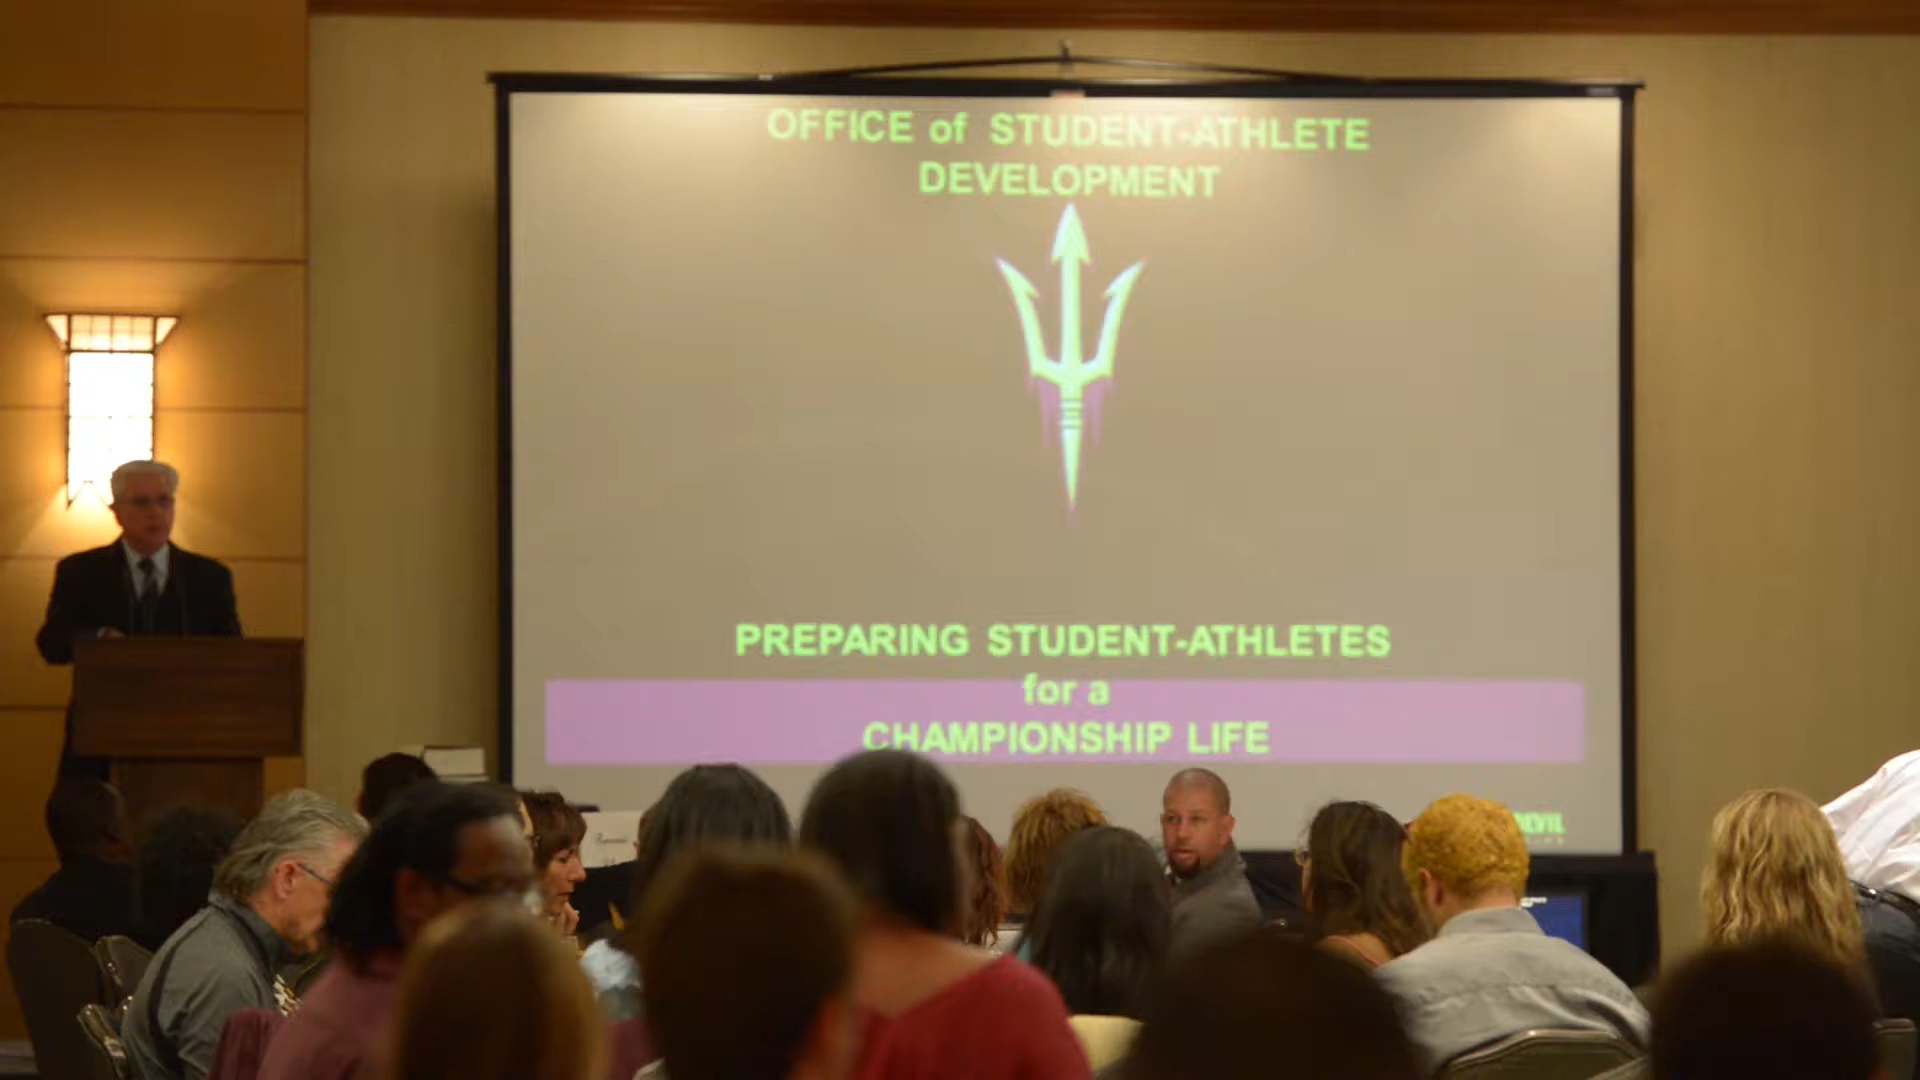 OFFICE of STUDENT-ATHLETE
DEVELOPMENT
PREPARING STUDENT-ATHLETES
for a
CHAMPIONSHIP LIFE